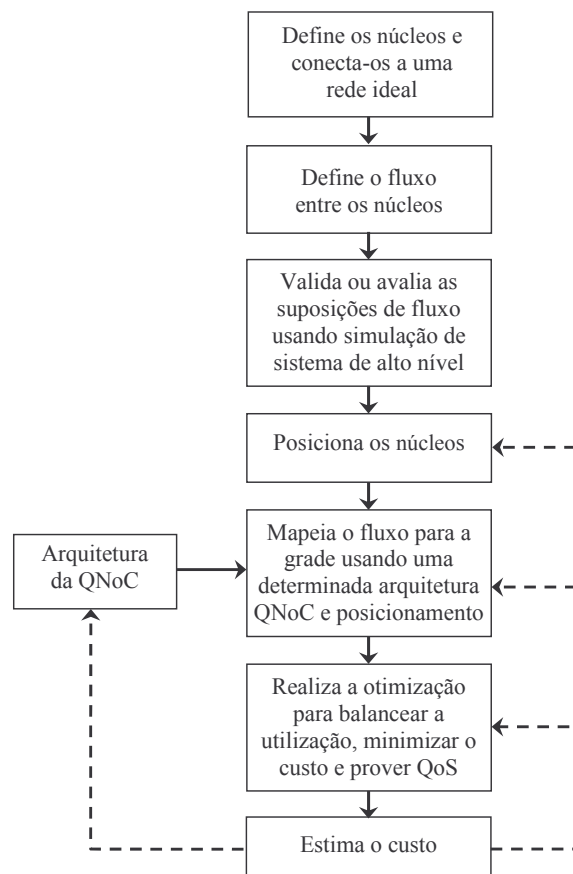 Define os núcleos e
conecta-os a uma
rede ideal
Define o fluxo
entre os núcleos
Valida ou avalia as
suposições de fluxo
usando simulação de
sistema de alto nível
Posiciona os núcleos
Arquitetura
da QNoC
Mapeia o fluxo para a
grade usando uma
determinada arquitetura
QNoC e posicionamento
Realiza a otimização
para balancear a
utilização, minimizar o
custo e prover QoS
Estima o custo